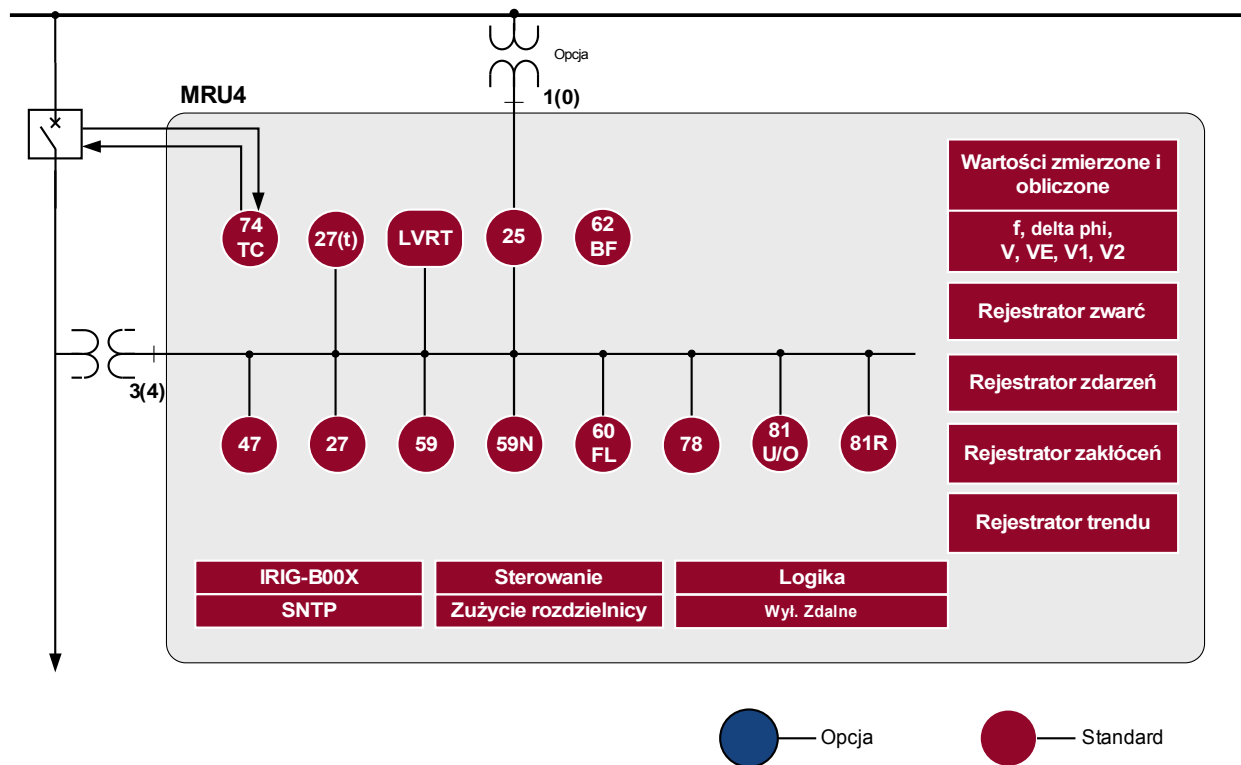 Opcja
1(0)
MRU4
Wartości zmierzone i
obliczone
f, delta phi,
V, VE, V1, V2
74
TC
27(t)
LVRT
25
62
BF
Rejestrator zwarć
3(4)
Rejestrator zdarzeń
47
27
59
59N
60
FL
78
81
U/O
81R
Rejestrator zakłóceń
Rejestrator trendu
IRIG-B00X
SNTP
Sterowanie
Zużycie rozdzielnicy
Logika
Wył. Zdalne
Opcja
Standard